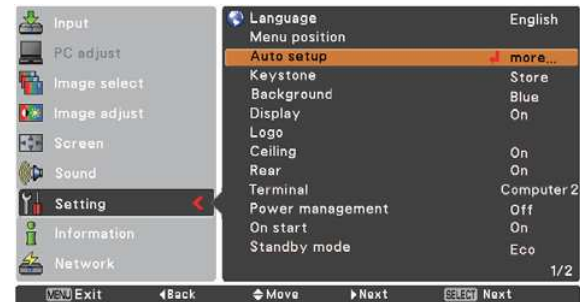 Input
PC adjust
Image select
Image adjust
Screen
Sound
Setting
Information
Network
Language English
Menu position
Auto setup more...
Keystone Store
Background Blue
Display On
Logo
Ceiling On
Rear On
Terminal Computer 2
Power management Off
On start On
Standby mode Eco
1/2
MENU Exit Back Move Next SELECT Next